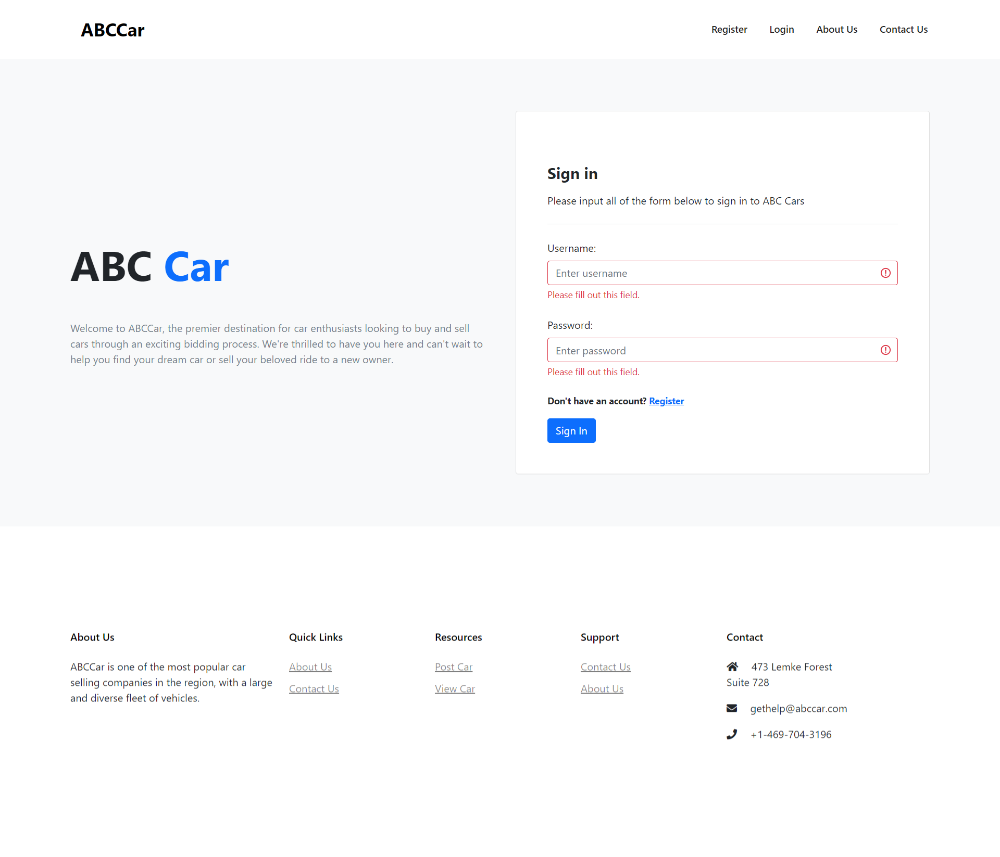 ABCCar
Register Login About Us Contact Us
ABC Car
Welcome to ABCCar, the premier destination for car enthusiasts looking to buy and sell
cars through an exciting bidding process. We're thrilled to have you here and can't wait to
help you find your dream car or sell your beloved ride to a new owner.
Sign in
Please input all of the form below to sign in to ABC Cars
Username:
Enter username
Please fill out this field.
Password:
Enter password
Please fill out this field.
Don't have an account? Register
Sign In
About Us
ABCCar is one of the most popular car
selling companies in the region, with a large
and diverse fleet of vehicles.
Quick Links
About Us
Contact Us
Resources
Post Car
View Car
Support
Contact Us
About Us
Contact
473 Lemke Forest
Suite 728
gethelp@abccar.com
+1-469-704-3196